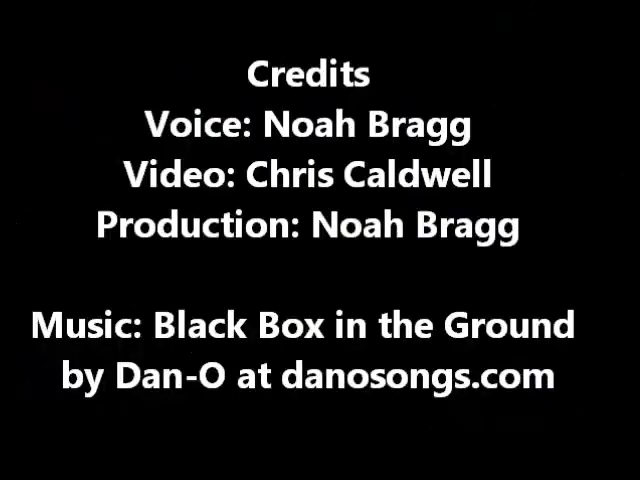 Credits
Voice: Noah Bragg
Video: Chris Caldwell
Production: Noah Bragg
Music: Black Box in the Ground
by Dan-O at danosongs.com